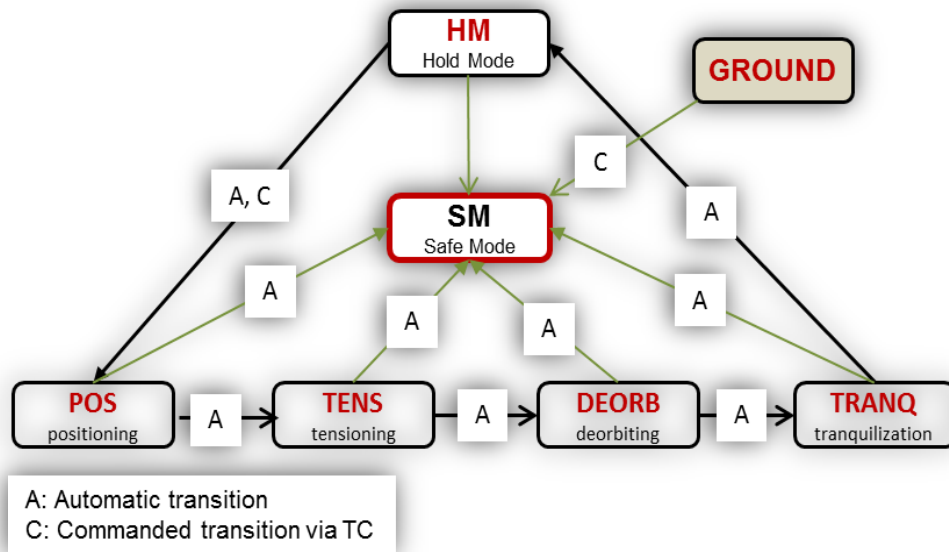 HM
Hold Mode
GROUND
C
A, C
SM
Safe Mode
A
A
A
A
A
POS
positioning
A
TENS
tensioning
A
DEORB
deorbiting
A
TRANQ
tranquilization
A: Automatic transition
C: Commanded transition via TC